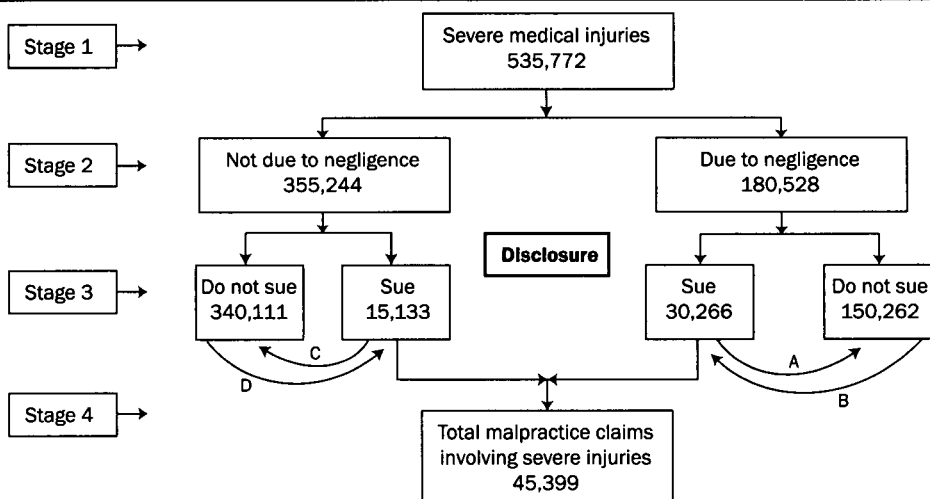 Stage 1
Severe medical injuries
535,772
Stage 2
Not due to negligence
355,244
Due to negligence
180,528
Disclosure
Stage 3
Do not sue
340,111
Sue
15,133
Sue
30,266
Do not sue
150,262
C
D
A
B
Stage 4
Total malpractice claims
involving severe injuries
45,399